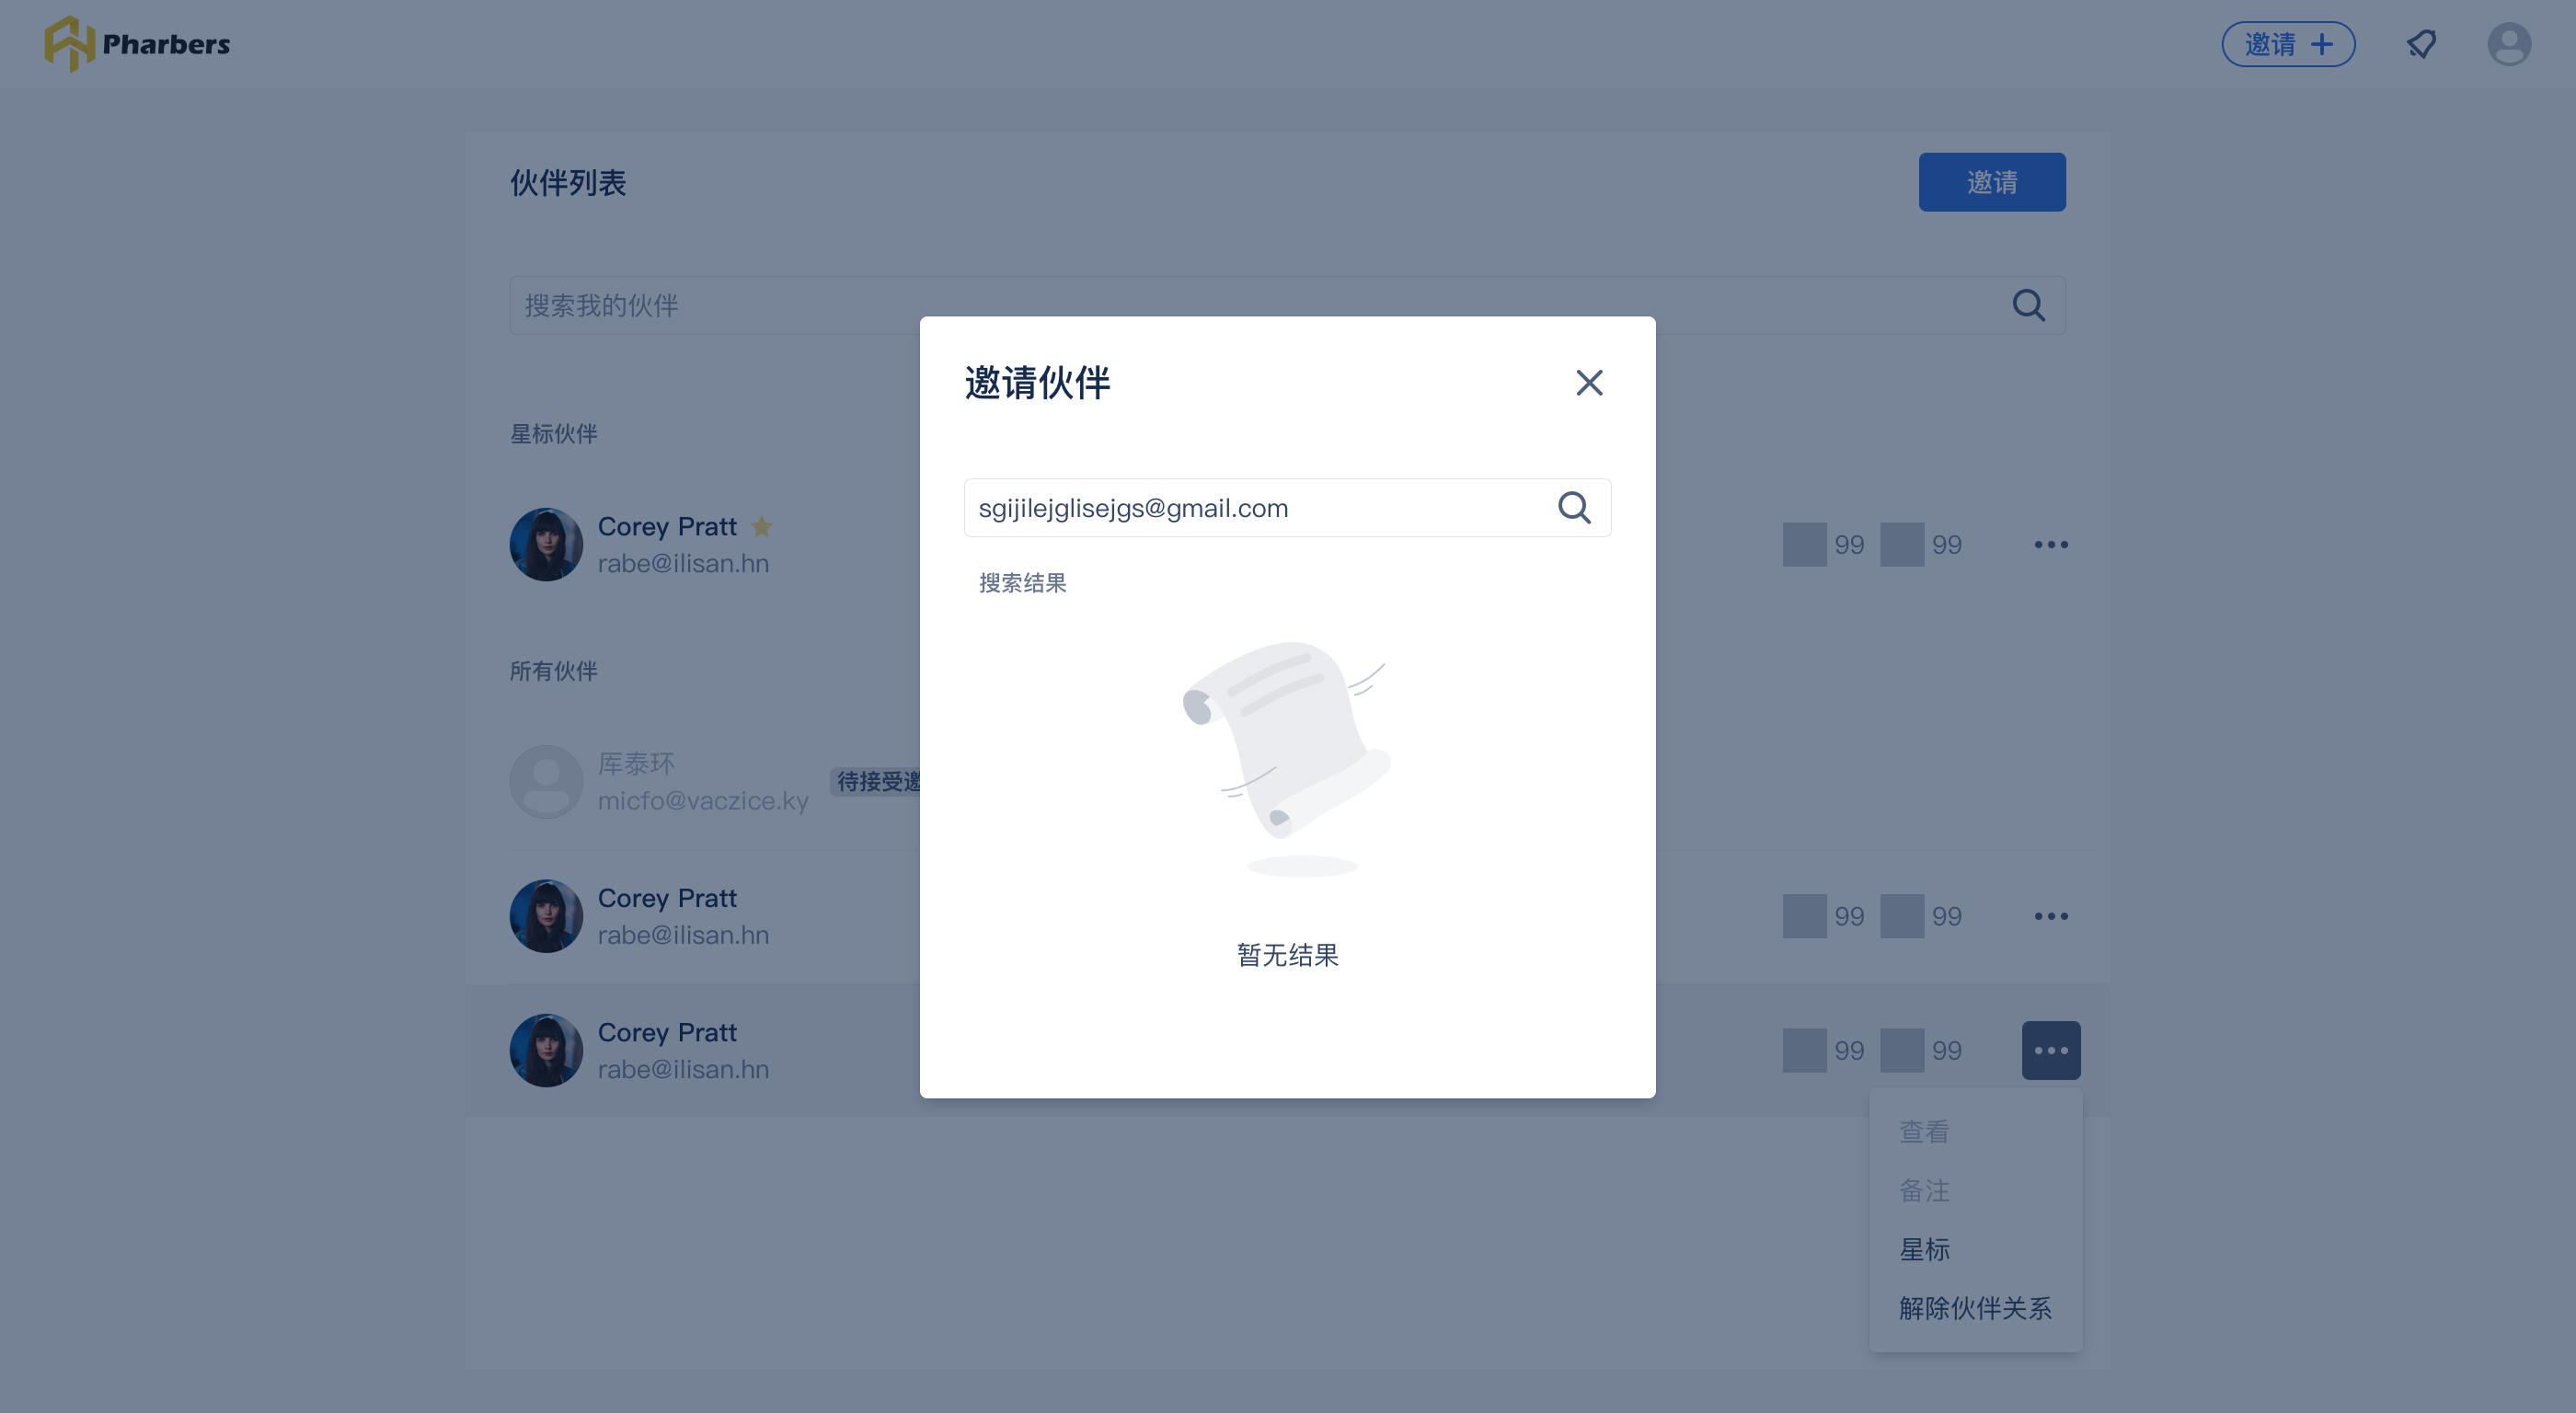 Pharbers
邀请
伙伴列表
邀请
搜索我的伙伴
邀请伙伴
星标伙伴
sgijilejglisejgs@gmail.com
Corey Pratt
rabe@ilisan.hn
99 99
搜索结果
所有伙伴
厍泰环
micfo@vaczice.ky
待接受邀
Corey Pratt
rabe@ilisan.hn
99 99
暂无结果
Corey Pratt
rabe@ilisan.hn
99 99
查看
备注
星标
解除伙伴关系